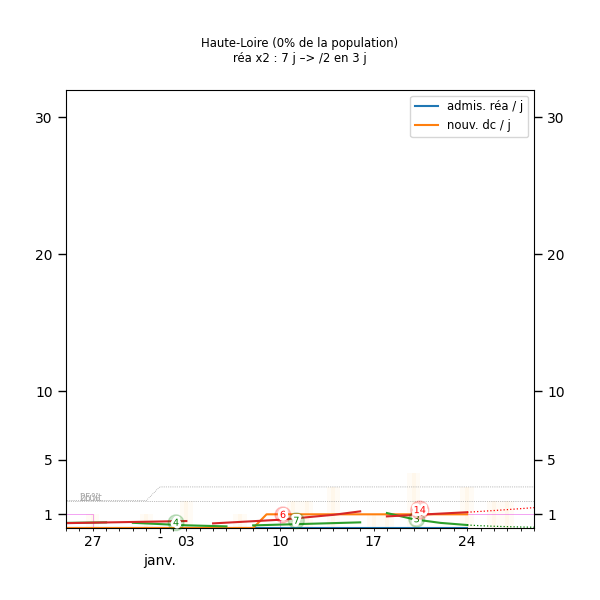 Haute-Loire (0% de la population)
réa x2 : 7 j –> /2 en 3 j
admis. réa / j
nouv. dc / j
30 30
20 20
10 10
5 5
1 1
4 6 7 14 3
27 - 03 10 17 24
janv.